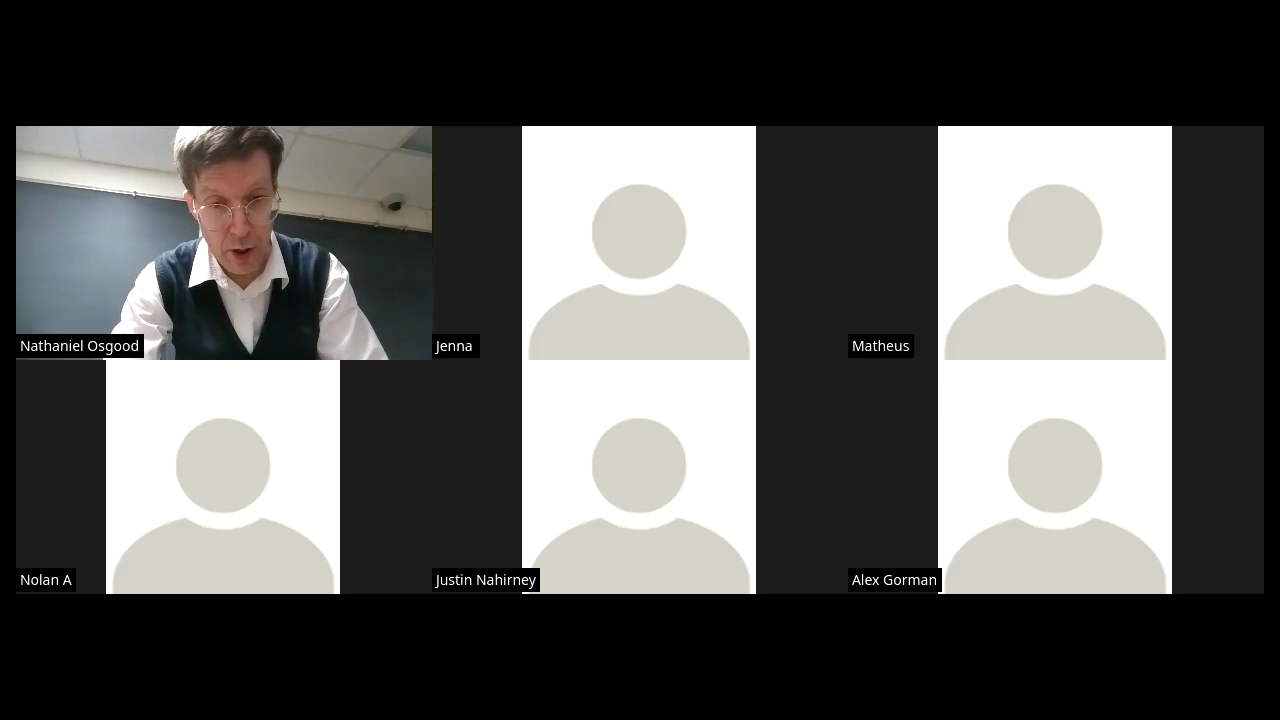 Nathaniel Osgood
Jenna
Matheus
Nolan A
Justin Nahirney
Alex Gorman